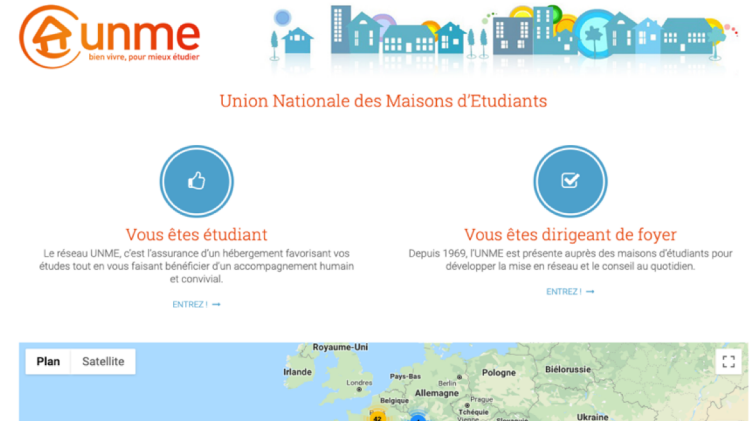 unme
bien vivre, pour mieux étudier
Union Nationale des Maisons d'Etudiants
Vous êtes étudiant
Le réseau UNME, c'est l'assurance d'un hébergement favorisant vos
études tout en vous faisant bénéficier d'un accompagnement humain
et convivial.
ENTREZ !
Vous êtes dirigeant de foyer
Depuis 1969, l'UNME est présente auprès des maisons d'étudiants pour
développer la mise en réseau et le conseil au quotidien.
ENTREZ !
Plan
Satellite
Royaume-Uni
Irlande
Londres
Pays-Bas
Berlin
Pologne
Biélorussie
Allemagne
Belgique
Prague
Tchéquie
Vienne
Ukraine
42